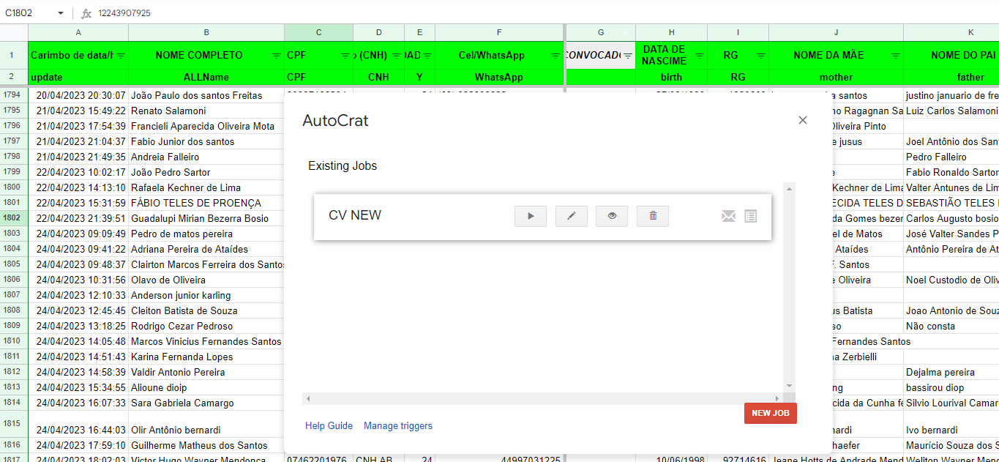 C1802 fx 12243907925
A B C D E F G H I J K
1 Carimbo de data/h NOME COMPLETO CPF (CNH) Cel/WhatsApp CONVOCAD DATA DE NASCIME RG NOME DA MÃE NOME DO PAI
2 update ALLName CPF CNH Y WhatsApp birth RG mother father
1794 20/04/2023 20:30:07 João Paulo dos santos Freitas a santos justino januario de fre
1795 21/04/2023 15:49:22 Renato Salamoni no Ragagnan Sa Luiz Carlos Salamoni
1796 21/04/2023 17:54:39 Francieli Aparecida Oliveira Mota Oliveira Pinto
1797 21/04/2023 21:04:37 Fabio Junior dos santos e jusus Joel Antônio dos San
1798 21/04/2023 21:49:35 Andreia Falleiro Pedro Falleiro
1799 22/04/2023 10:02:17 João Pedro Sartor e Fabio Ronaldo Sartor
1800 22/04/2023 14:13:10 Rafaela Kechner de Lima Kechner de Lima Valter Antunes de Lim
1801 22/04/2023 15:31:59 FÁBIO TELES DE PROENÇA ECIDA TELES D SEBASTIÃO TELES
1802 22/04/2023 21:39:51 Guadalupi Mirian Bezerra Bosio da Gomes bezer Carlos Augusto bosio
1803 24/04/2023 09:09:49 Pedro de matos pereira el de Matos José Valter Sandes P
1804 24/04/2023 09:41:22 Adriana Pereira de Ataídes Ataídes Antônio Pereira de At
1805 24/04/2023 09:48:37 Clairton Marcos Ferreira dos Santo F. Santos
1806 24/04/2023 10:31:56 Olavo de Oliveira e Oliveira Noel Custodio de Oliv
1807 24/04/2023 12:10:33 Anderson junior karling
1808 24/04/2023 12:45:45 Cleiton Batista de Souza us Batista Joao Antonio de Souz
1809 24/04/2023 13:18:25 Rodrigo Cezar Pedroso so Não consta
1810 24/04/2023 14:05:48 Marcos Vinicius Fernandes Santos Fernandes Santos
1811 24/04/2023 14:51:43 Karina Fernanda Lopes na Zerbielli
1812 24/04/2023 14:58:39 Valdir Antonio Pereira Dejalma pereira
1813 24/04/2023 15:34:55 Alioune dioip ng bassirou diop
1814 24/04/2023 16:07:33 Sara Gabriela Camargo cida da Cunha fe Silvio Lourival Camar
1815 24/04/2023 16:44:03 Olir Antônio bernardi nardi Ivo bernardi
1816 24/04/2023 17:59:10 Guilherme Matheus dos Santos haefer Maurício Souza dos S
1817 24/04/2023 18:02:03 Victor Hugo Wayner Mendonça 07462201976 CNH AB 24 44997031225 10/06/1998 92714616 Jeane Hotts de Andrade Mend Weliton Wayner Mendo
AutoCrat
Existing Jobs
CV NEW
NEW JOB
Help Guide Manage triggers